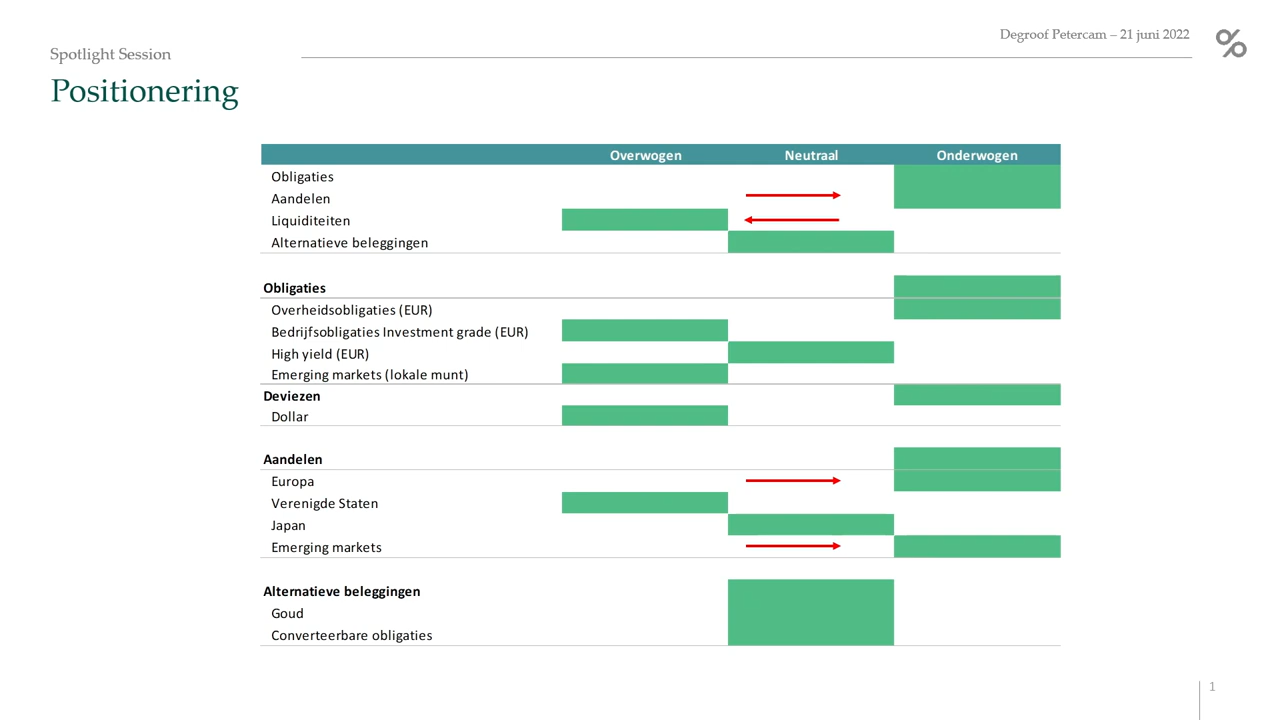 Spotlight Session
Degroof Petercam – 21 juni 2022
Positionering
Overwogen Neutraal Onderwogen
Obligaties
Aandelen
Liquiditeiten
Alternatieve beleggingen
Obligaties
Overheidsobligaties (EUR)
Bedrijfsobligaties Investment grade (EUR)
High yield (EUR)
Emerging markets (lokale munt)
Deviezen
Dollar
Aandelen
Europa
Verenigde Staten
Japan
Emerging markets
Alternatieve beleggingen
Goud
Converteerbare obligaties
1